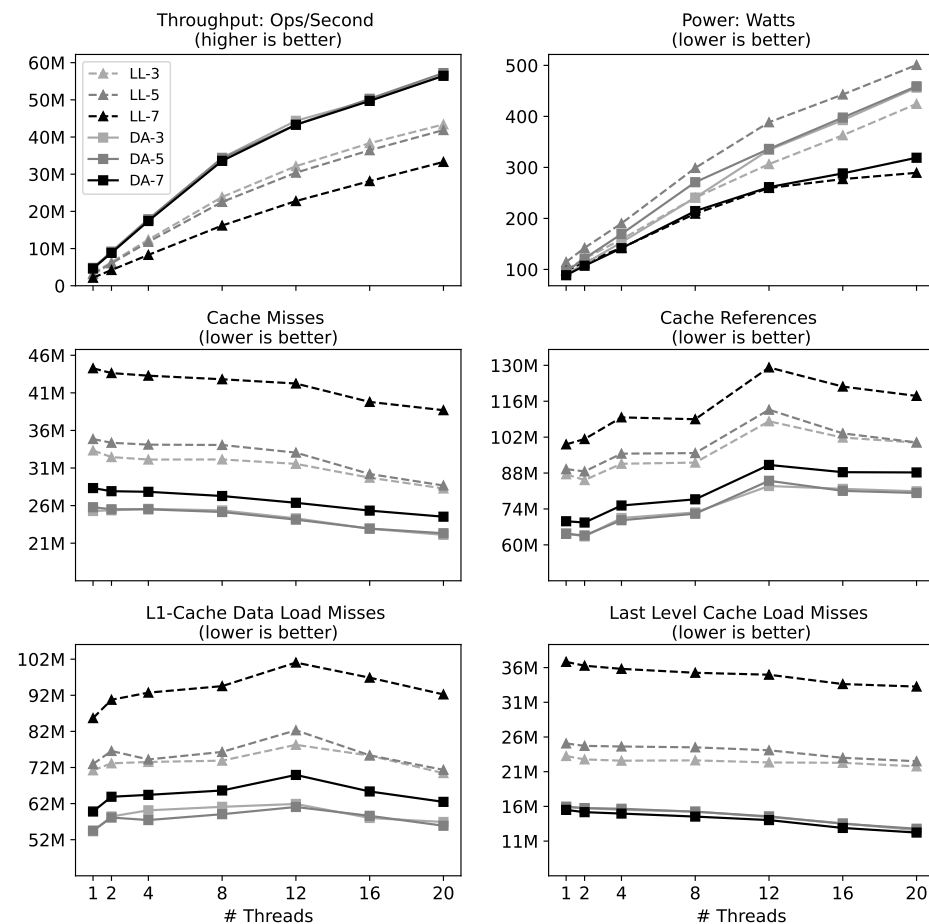 Throughput: Ops/Second
(higher is better)
60M
50M
40M
30M
20M
10M
0
LL-3
LL-5
LL-7
DA-3
DA-5
DA-7
Power: Watts
(lower is better)
500
400
300
200
100
Cache Misses
(lower is better)
46M
41M
36M
31M
26M
21M
Cache References
(lower is better)
130M
116M
102M
88M
74M
60M
L1-Cache Data Load Misses
(lower is better)
102M
92M
82M
72M
62M
52M
1 2 4 8 12 16 20
# Threads
Last Level Cache Load Misses
(lower is better)
36M
31M
26M
21M
16M
11M
1 2 4 8 12 16 20
# Threads